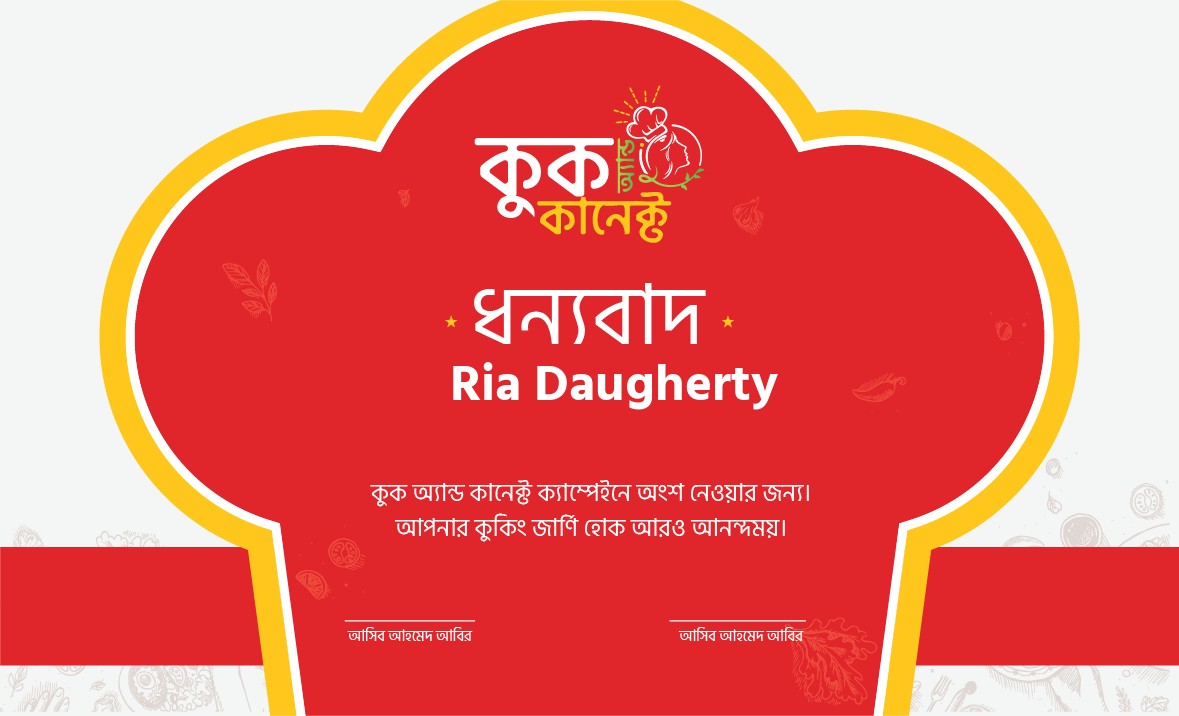 কুক অ্যান্ড
কানেক্ট
ধন্যবাদ
Ria Daugherty
কুক অ্যান্ড কানেক্ট ক্যাম্পেইনে অংশ নেওয়ার জন্য।
আপনার কুকিং জার্ণি হোক আরও আনন্দময়।
আসিব আহমেদ আবির
আসিব আহমেদ আবির